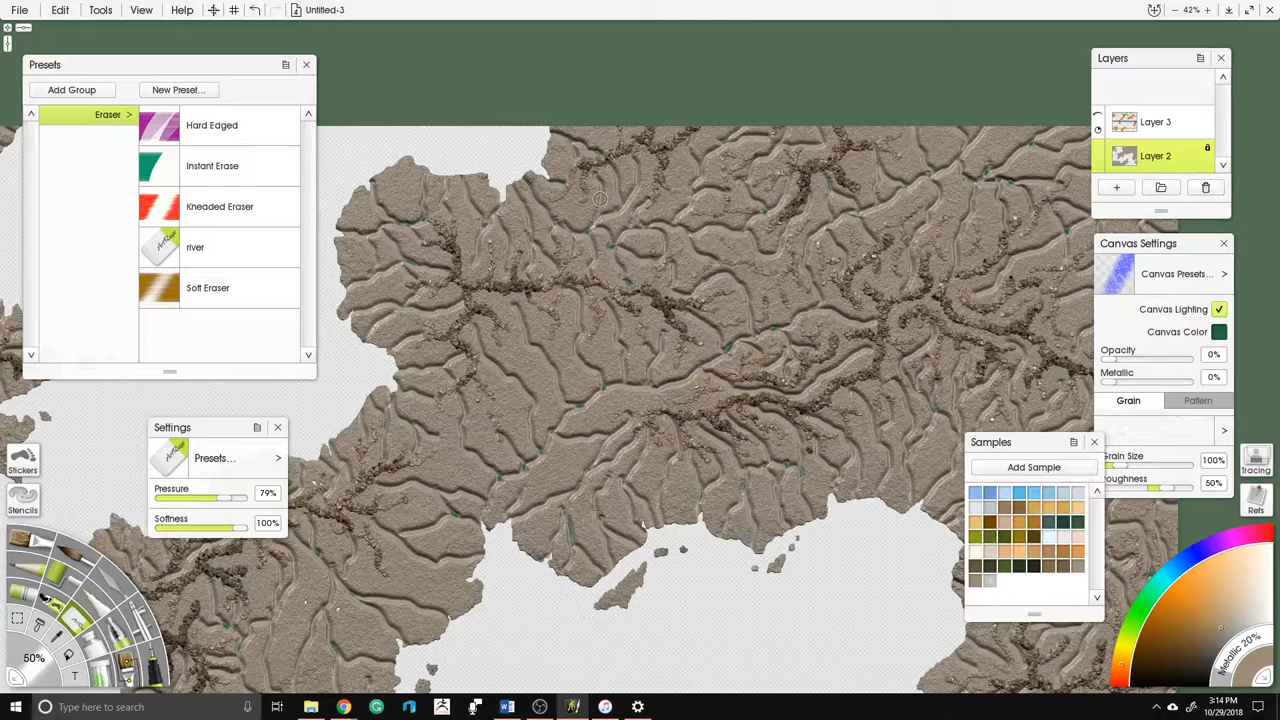 File Edit Tools View Untitled-3 42%
Presets
Add Group New Preset...
Eraser >
Hard Edged
Instant Erase
Kneaded Eraser
river
Soft Eraser
Settings
Presets... >
Pressure
79%
Softness
100%
Stickers
Stencils
50%
T
Layers
Layer 3
Layer 2
Canvas Settings
Canvas Presets... >
Canvas Lighting
Canvas Color
Opacity
0%
Metallic
0%
Grain Pattern
Grain Size
100%
Roughness
50%
Samples
Add Sample
Tracing
Refs
Metallic 20%
Type here to search
3:14 PM
10/29/2018